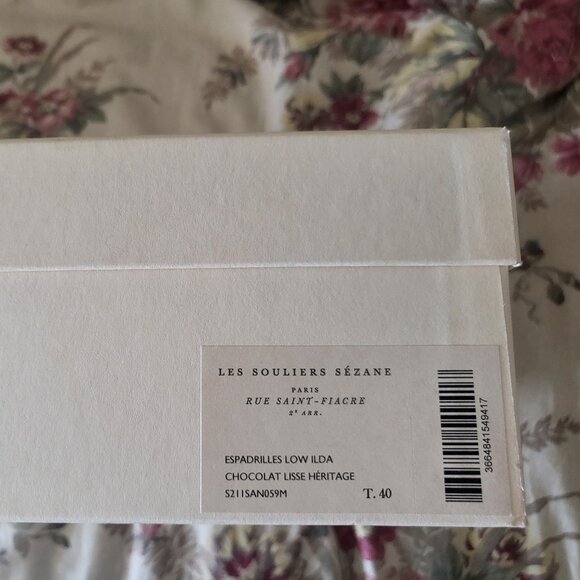 LES SOULIERS SÉZANE
PARIS
RUE SAINT-FIACRE
2ᵉ ARR.
ESPADRILLES LOW ILDA
CHOCOLAT LISSE HÉRITAGE
S211SAN059M
T. 40
3664841549417